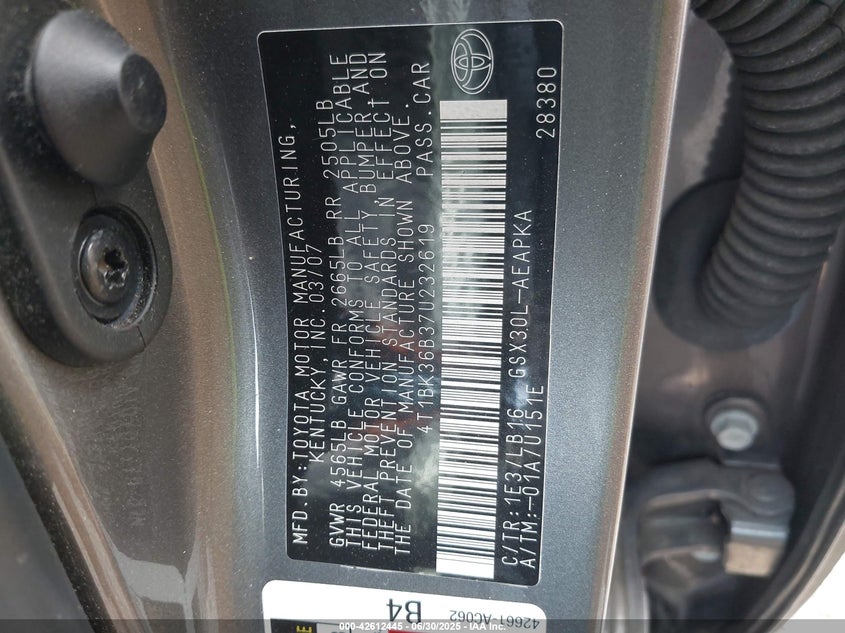 MFD. BY: TOYOTA MOTOR MANUFACTURING,
KENTUCKY, INC. 03/07
GVWR 4565LB GAWR FR 2665LB RR 2505LB
THIS VEHICLE CONFORMS TO ALL APPLICABLE
FEDERAL MOTOR VEHICLE SAFETY, BUMPER, AND
THEFT PREVENTION STANDARDS IN EFFECT ON
THE DATE OF MANUFACTURE SHOWN ABOVE.
4T1BK36B37U232619 PASS. CAR
C/TR: 1E3/LB16 GSX30L-AEAPKA
A/TM: -01A/U151E
28380
42661-AC062
B4
000-42612445 - 06/30/2025 - IAA Inc.